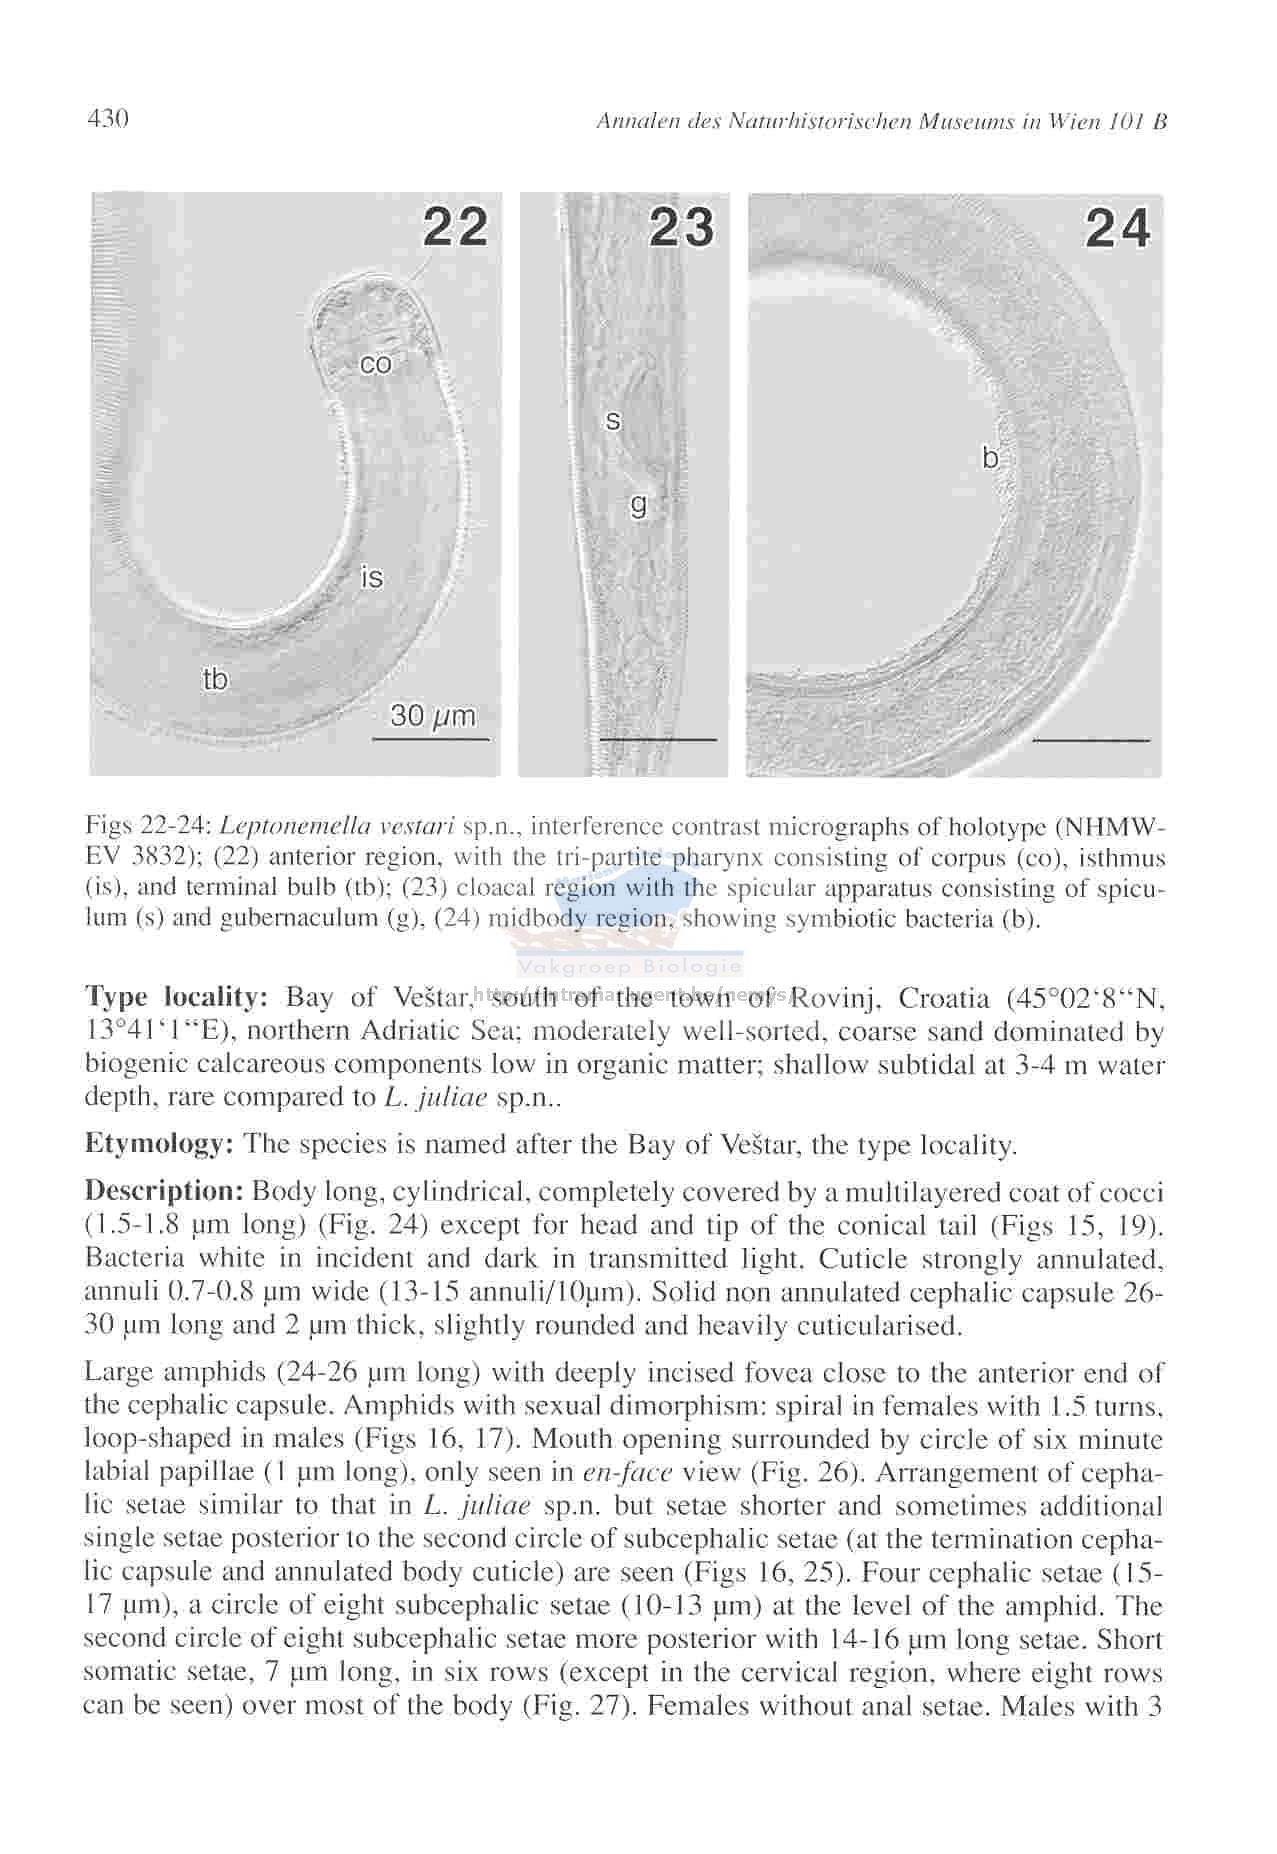 430
Annalen des Naturhistorischen Museums in Wien 101 B
22
23
24
co
s
b
g
is
tb
30 µm
Figs 22-24: Leptonemella vestari sp.n., interference contrast micrographs of holotype (NHMW-
EV 3832); (22) anterior region, with the tri-partite pharynx consisting of corpus (co), isthmus
(is), and terminal bulb (tb); (23) cloacal region with the spicular apparatus consisting of spicu-
lum (s) and gubernaculum (g), (24) midbody region, showing symbiotic bacteria (b).
Vakgroep Biologie
Type locality: Bay of Veštar, south of the town of Rovinj, Croatia (45°02‘8“N,
13°41‘1“E), northern Adriatic Sea; moderately well-sorted, coarse sand dominated by
biogenic calcareous components low in organic matter; shallow subtidal at 3-4 m water
depth, rare compared to L. juliae sp.n..
Etymology: The species is named after the Bay of Veštar, the type locality.
Description: Body long, cylindrical, completely covered by a multilayered coat of cocci
(1.5-1.8 µm long) (Fig. 24) except for head and tip of the conical tail (Figs 15, 19).
Bacteria white in incident and dark in transmitted light. Cuticle strongly annulated,
annuli 0.7-0.8 µm wide (13-15 annuli/10µm). Solid non annulated cephalic capsule 26-
30 µm long and 2 µm thick, slightly rounded and heavily cuticularised.
Large amphids (24-26 µm long) with deeply incised fovea close to the anterior end of
the cephalic capsule. Amphids with sexual dimorphism: spiral in females with 1.5 turns,
loop-shaped in males (Figs 16, 17). Mouth opening surrounded by circle of six minute
labial papillae (1 µm long), only seen in en-face view (Fig. 26). Arrangement of cepha-
lic setae similar to that in L. juliae sp.n. but setae shorter and sometimes additional
single setae posterior to the second circle of subcephalic setae (at the termination cepha-
lic capsule and annulated body cuticle) are seen (Figs 16, 25). Four cephalic setae (15-
17 µm), a circle of eight subcephalic setae (10-13 µm) at the level of the amphid. The
second circle of eight subcephalic setae more posterior with 14-16 µm long setae. Short
somatic setae, 7 µm long, in six rows (except in the cervical region, where eight rows
can be seen) over most of the body (Fig. 27). Females without anal setae. Males with 3